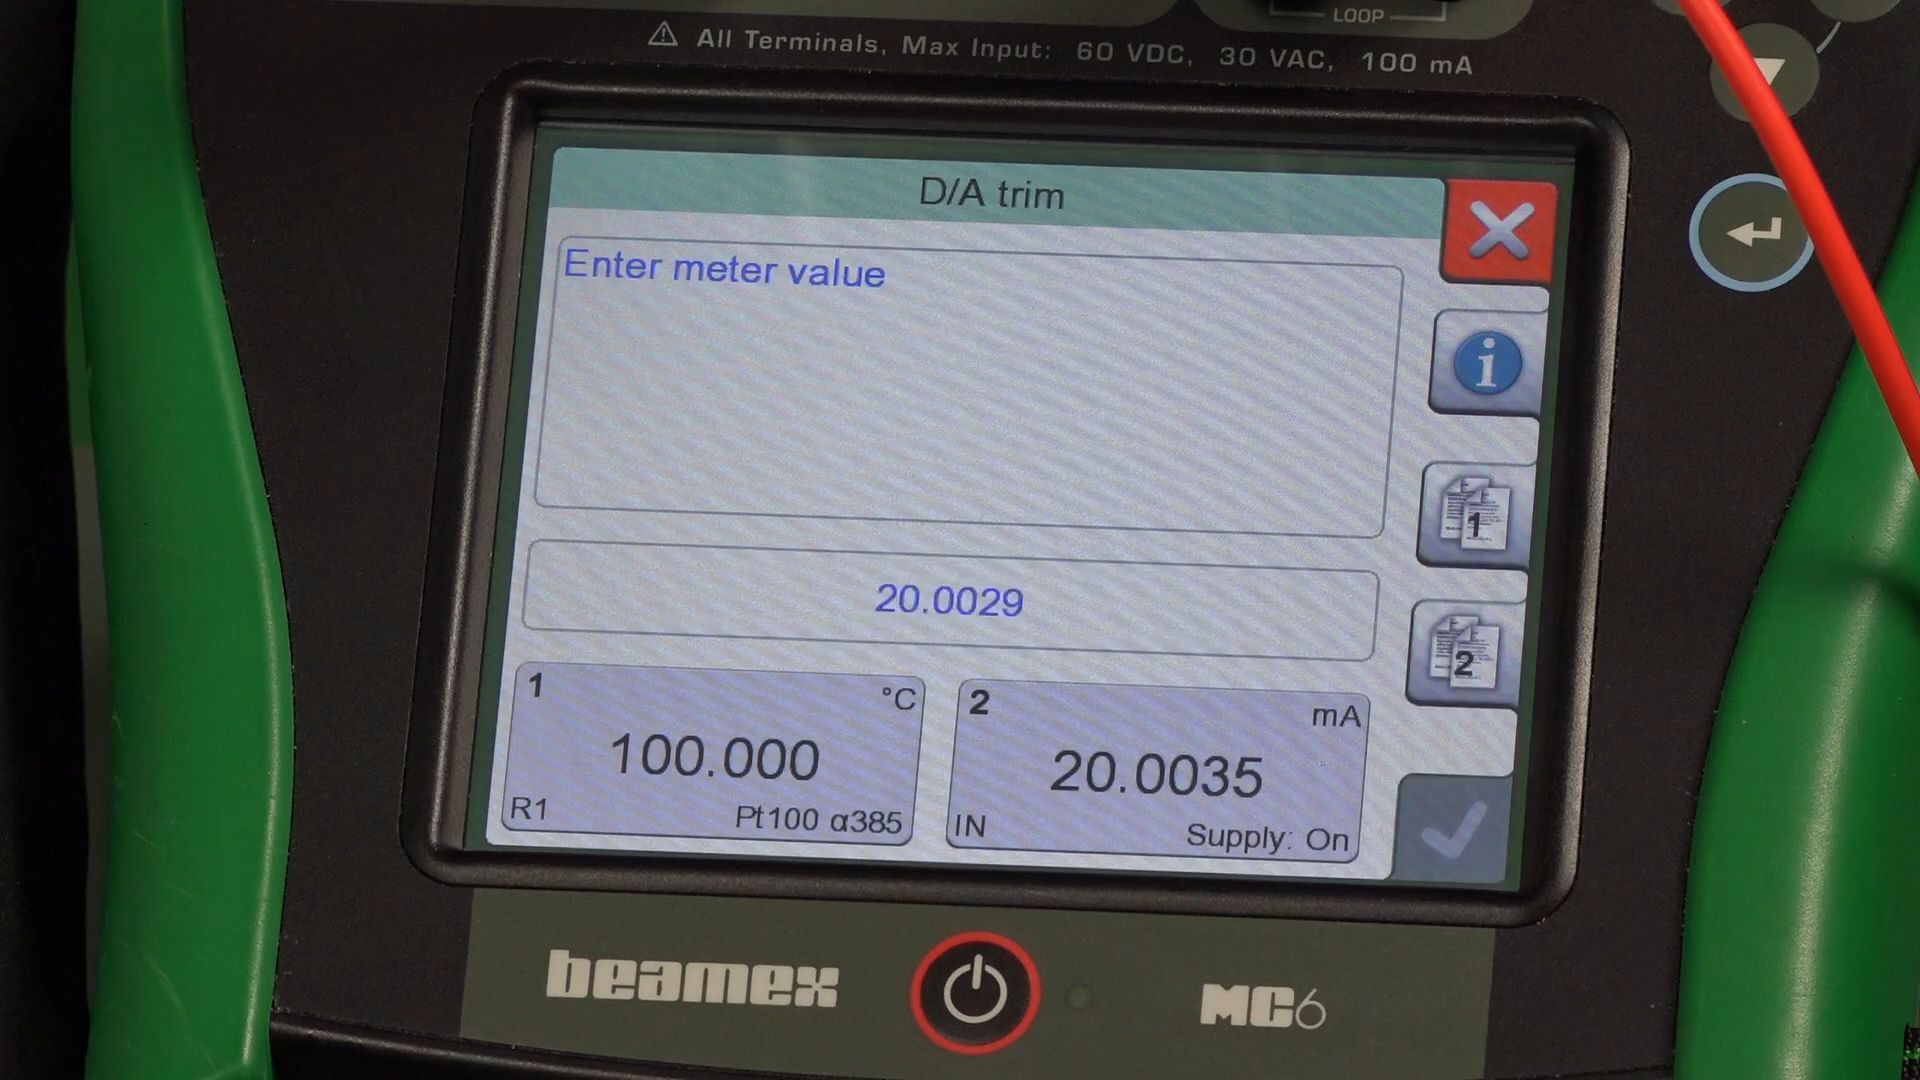 LOOP
All Terminals, Max Input: 60 VDC, 30 VAC, 100 mA
D/A trim
Enter meter value
i
1
20.0029
2
1 °C
100.000
R1 Pt100 α385
2 mA
20.0035
IN Supply: On
beamex
MC6